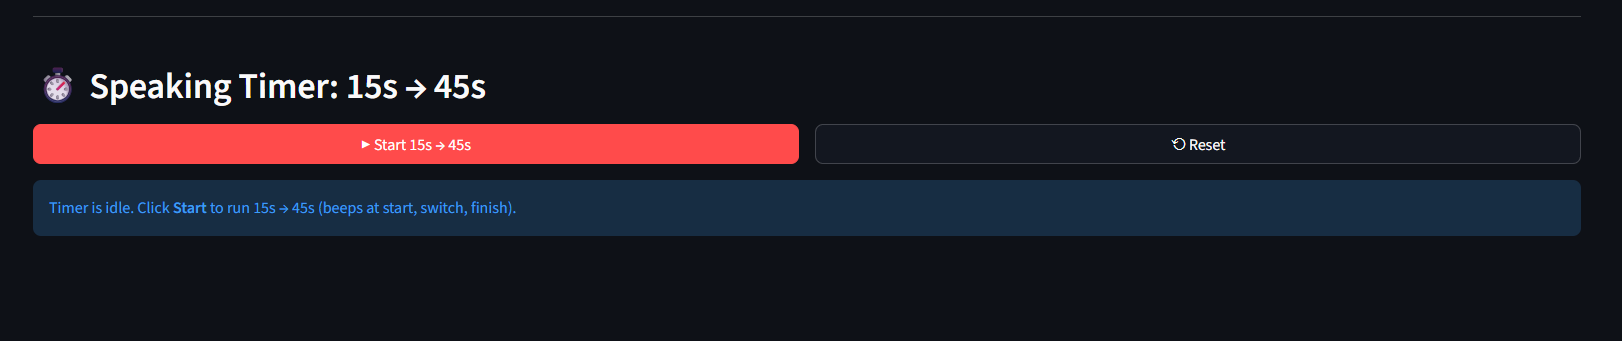 Speaking Timer: 15s → 45s
Start 15s → 45s
Reset
Timer is idle. Click Start to run 15s → 45s (beeps at start, switch, finish).